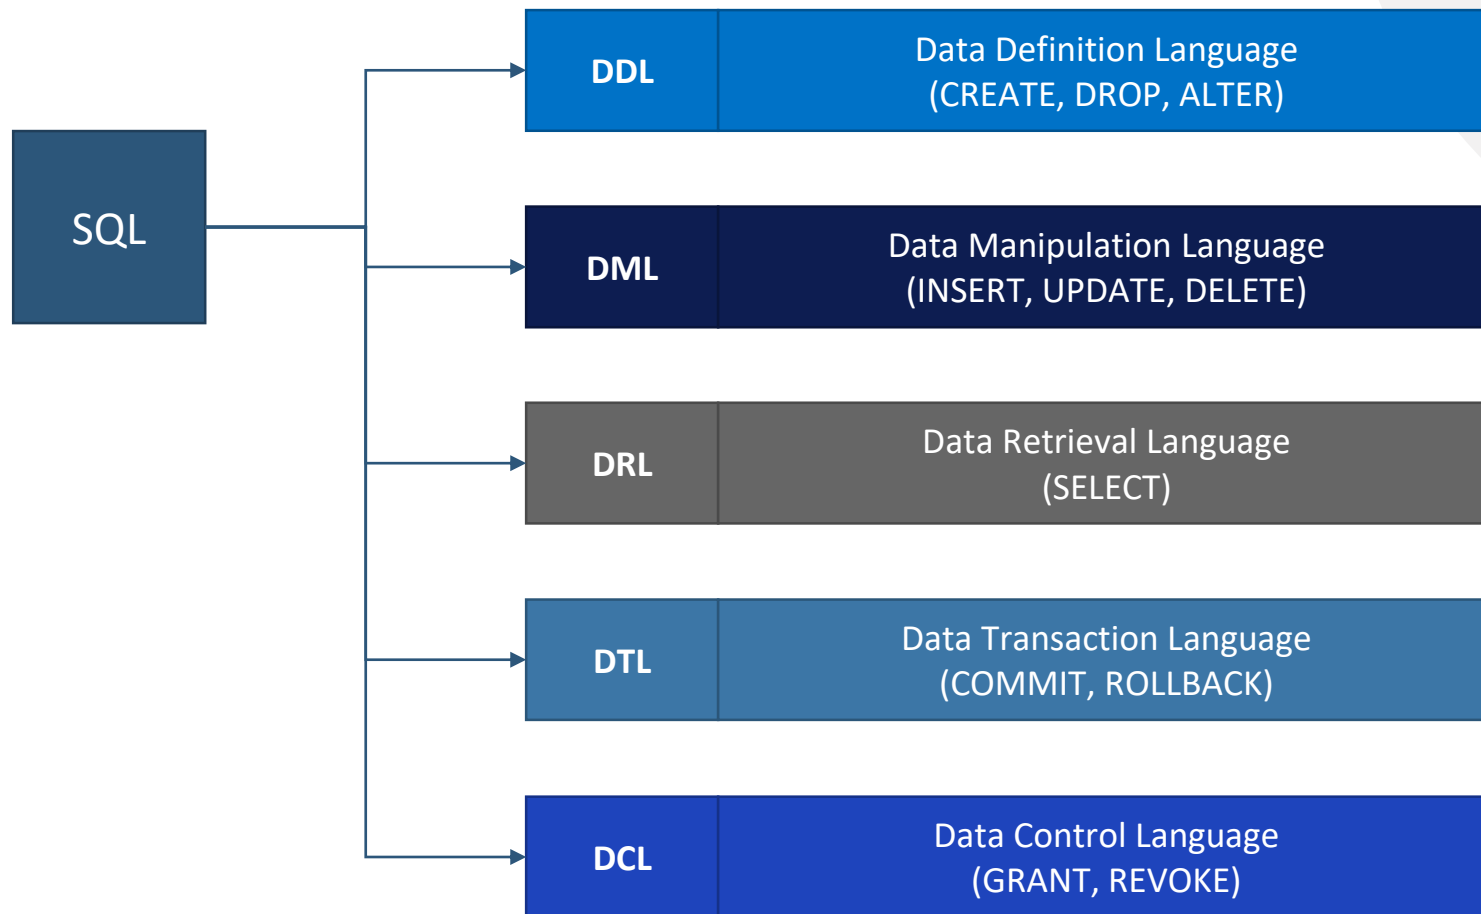 SQL
DDL
Data Definition Language
(CREATE, DROP, ALTER)
DML
Data Manipulation Language
(INSERT, UPDATE, DELETE)
DRL
Data Retrieval Language
(SELECT)
DTL
Data Transaction Language
(COMMIT, ROLLBACK)
DCL
Data Control Language
(GRANT, REVOKE)